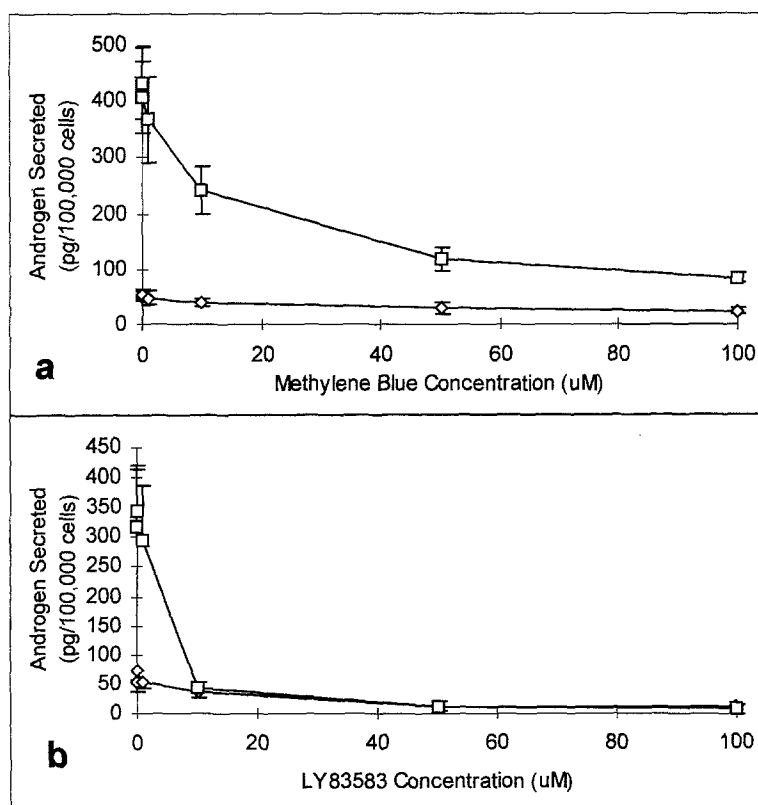 500
400
300
200
100
0
Androgen Secreted
(pg/100,000 cells)
0 20 40 60 80 100
a
Methylene Blue Concentration (uM)
450
400
350
300
250
200
150
100
50
0
Androgen Secreted
(pg/100,000 cells)
0 20 40 60 80 100
b
LY83583 Concentration (uM)